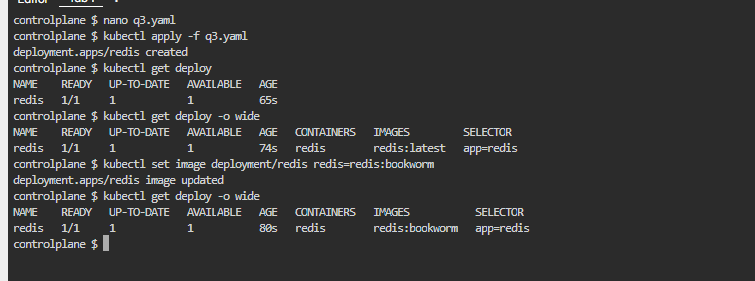 controlplane $ nano q3.yaml
controlplane $ kubectl apply -f q3.yaml
deployment.apps/redis created
controlplane $ kubectl get deploy
NAME READY UP-TO-DATE AVAILABLE AGE
redis 1/1 1 1 65s
controlplane $ kubectl get deploy -o wide
NAME READY UP-TO-DATE AVAILABLE AGE CONTAINERS IMAGES SELECTOR
redis 1/1 1 1 74s redis redis:latest app=redis
controlplane $ kubectl set image deployment/redis redis=redis:bookworm
deployment.apps/redis image updated
controlplane $ kubectl get deploy -o wide
NAME READY UP-TO-DATE AVAILABLE AGE CONTAINERS IMAGES SELECTOR
redis 1/1 1 1 80s redis redis:bookworm app=redis
controlplane $